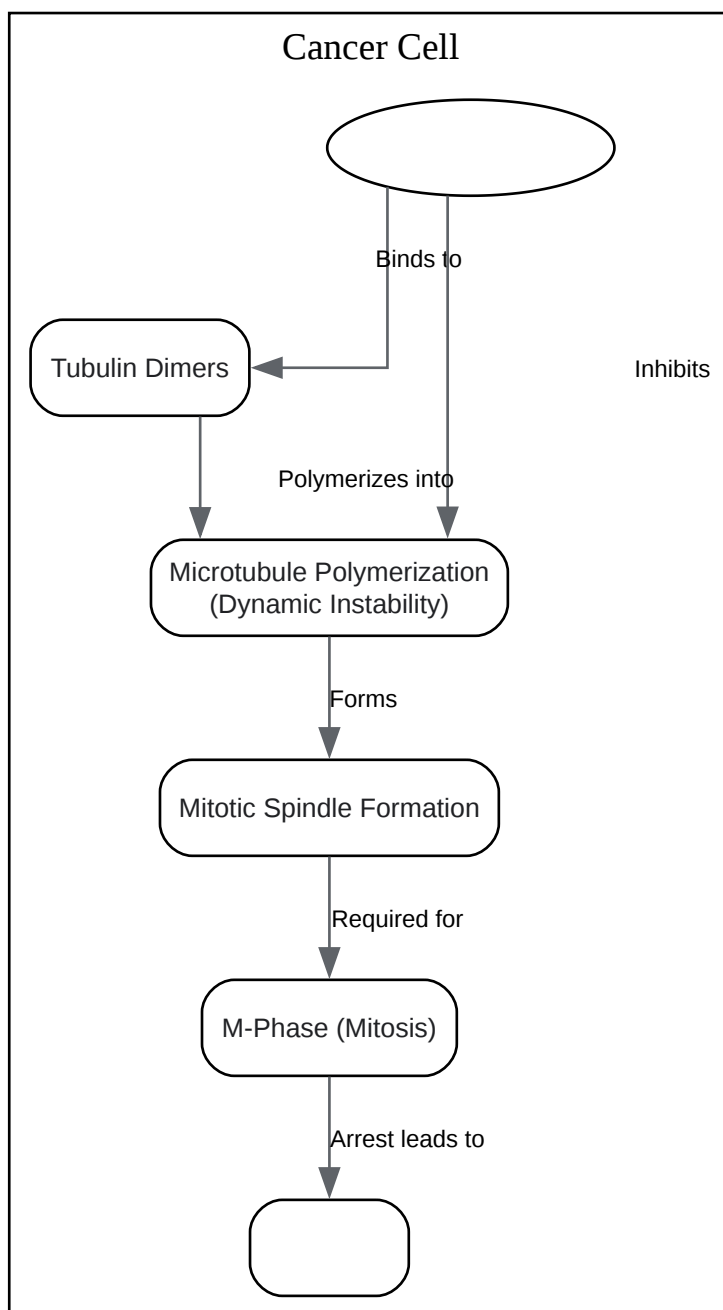 Cancer Cell
Binds to
Tubulin Dimers
Inhibits
Polymerizes into
Microtubule Polymerization
(Dynamic Instability)
Forms
Mitotic Spindle Formation
Required for
M-Phase (Mitosis)
Arrest leads to